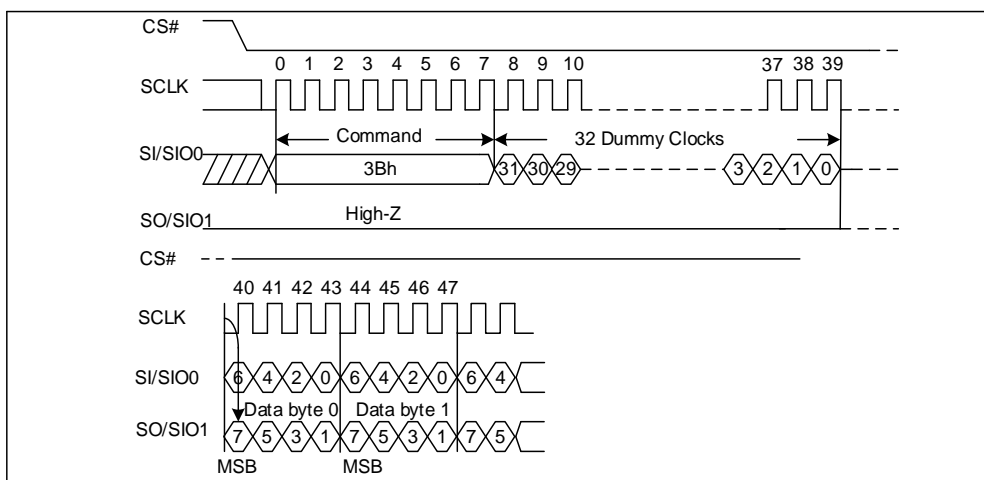 CS#
0 1 2 3 4 5 6 7 8 9 10 37 38 39
SCLK
Command 32 Dummy Clocks
SI/SIO0
3Bh 31 30 29 3 2 1 0
High-Z
SO/SIO1
CS#
40 41 42 43 44 45 46 47
SCLK
SI/SIO0 6 4 2 0 6 4 2 0 6 4
Data byte 0 Data byte 1
SO/SIO1 7 5 3 1 7 5 3 1 7 5
MSB MSB